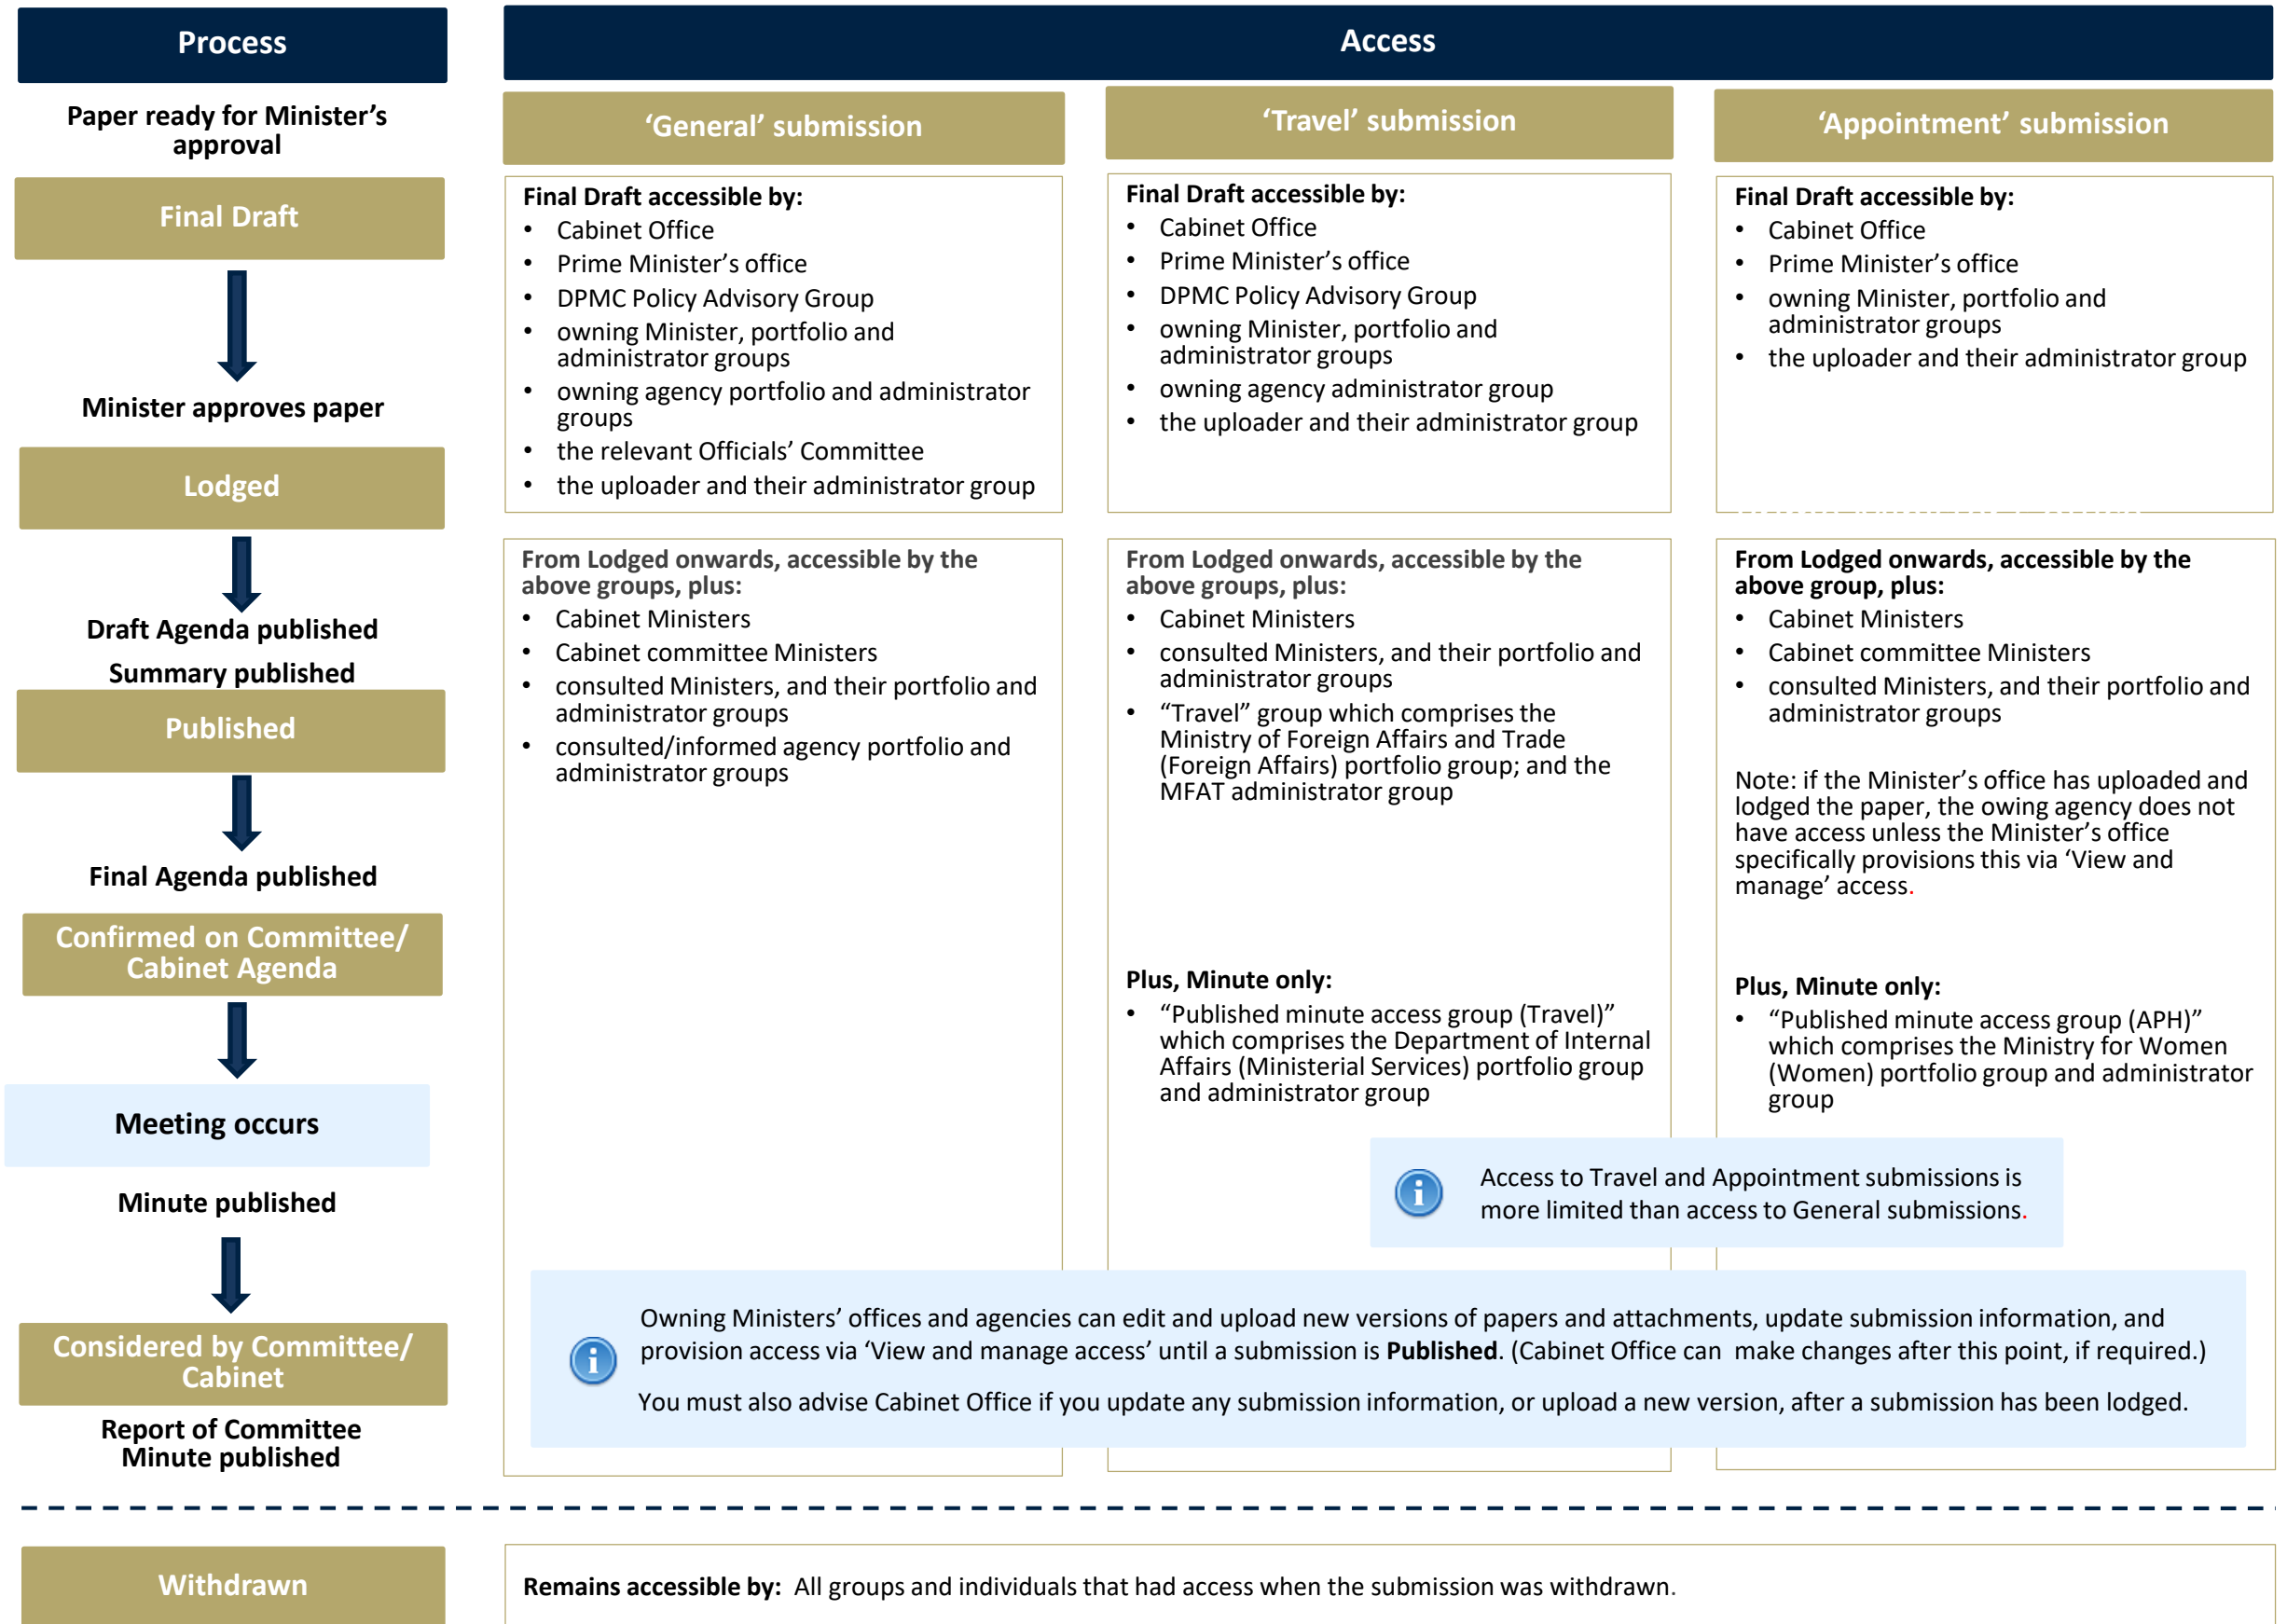 Process
Paper ready for Minister’s
approval
Final Draft
Minister approves paper
Lodged
Draft Agenda published
Summary published
Published
Final Agenda published
Confirmed on Committee/
Cabinet Agenda
Meeting occurs
Minute published
Considered by Committee/
Cabinet
Report of Committee
Minute published
Access
‘General’ submission
Final Draft accessible by:
• Cabinet Office
• Prime Minister’s office
• DPMC Policy Advisory Group
• owning Minister, portfolio and
administrator groups
• owning agency portfolio and administrator
groups
• the relevant Officials’ Committee
• the uploader and their administrator group
From Lodged onwards, accessible by the
above groups, plus:
• Cabinet Ministers
• Cabinet committee Ministers
• consulted Ministers, and their portfolio and
administrator groups
• consulted/informed agency portfolio and
administrator groups
‘Travel’ submission
Final Draft accessible by:
• Cabinet Office
• Prime Minister’s office
• DPMC Policy Advisory Group
• owning Minister, portfolio and
administrator groups
• owning agency administrator group
• the uploader and their administrator group
From Lodged onwards, accessible by the
above groups, plus:
• Cabinet Ministers
• consulted Ministers, and their portfolio and
administrator groups
• “Travel” group which comprises the
Ministry of Foreign Affairs and Trade
(Foreign Affairs) portfolio group; and the
MFAT administrator group
Plus, Minute only:
• “Published minute access group (Travel)”
which comprises the Department of Internal
Affairs (Ministerial Services) portfolio group
and administrator group
‘Appointment’ submission
Final Draft accessible by:
• Cabinet Office
• Prime Minister’s office
• owning Minister, portfolio and
administrator groups
• the uploader and their administrator group
From Lodged onwards, accessible by the
above group, plus:
• Cabinet Ministers
• Cabinet committee Ministers
• consulted Ministers, and their portfolio and
administrator groups
Note: if the Minister’s office has uploaded and
lodged the paper, the owing agency does not
have access unless the Minister’s office
specifically provisions this via ‘View and
manage’ access.
Plus, Minute only:
• “Published minute access group (APH)”
which comprises the Ministry for Women
(Women) portfolio group and administrator
group
Access to Travel and Appointment submissions is
more limited than access to General submissions.
Owning Ministers’ offices and agencies can edit and upload new versions of papers and attachments, update submission information, and
provision access via ‘View and manage access’ until a submission is Published. (Cabinet Office can make changes after this point, if required.)
You must also advise Cabinet Office if you update any submission information, or upload a new version, after a submission has been lodged.
Withdrawn
Remains accessible by: All groups and individuals that had access when the submission was withdrawn.